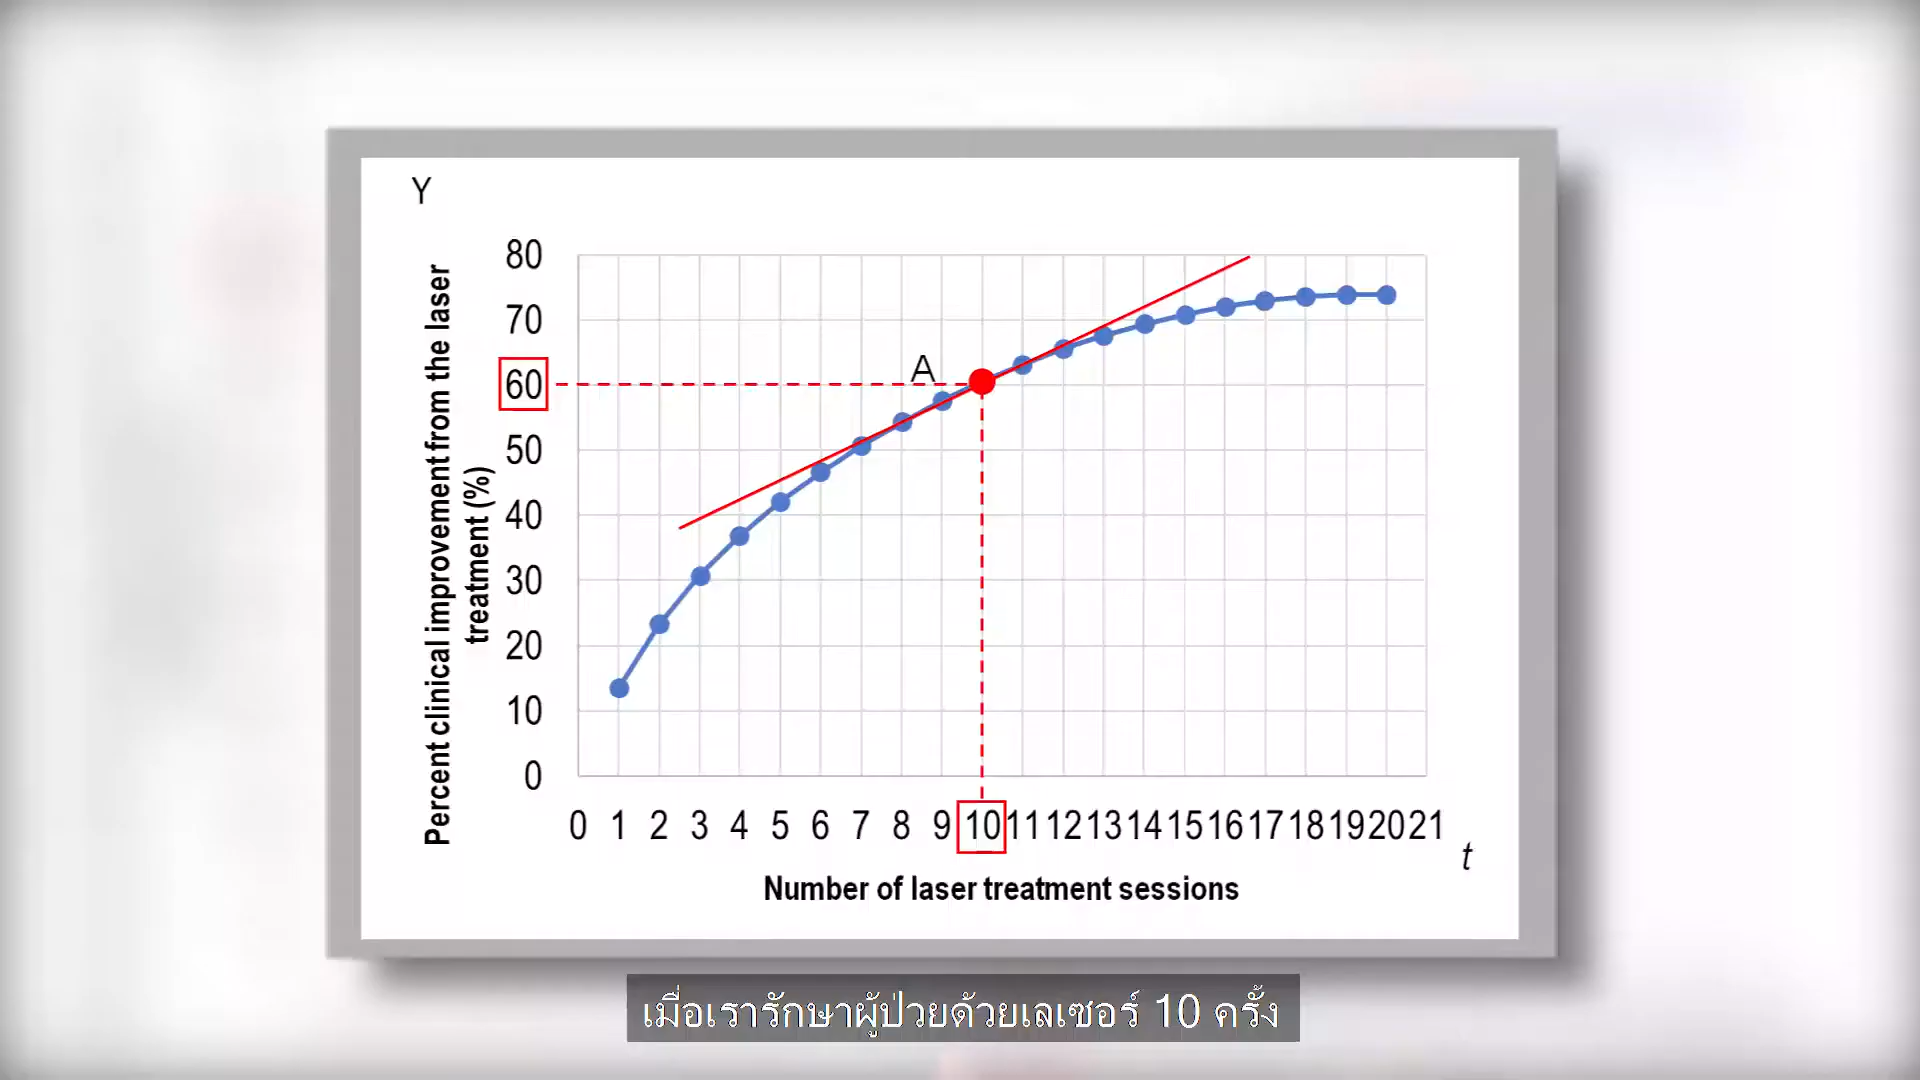 Y
Percent clinical improvement from the laser
treatment (%)
80
70
60
50
40
30
20
10
0
A
0 1 2 3 4 5 6 7 8 9 10 11 12 13 14 15 16 17 18 19 20 21
t
Number of laser treatment sessions
เมื่อเรารักษาผู้ป่วยด้วยเลเซอร์ 10 ครั้ง